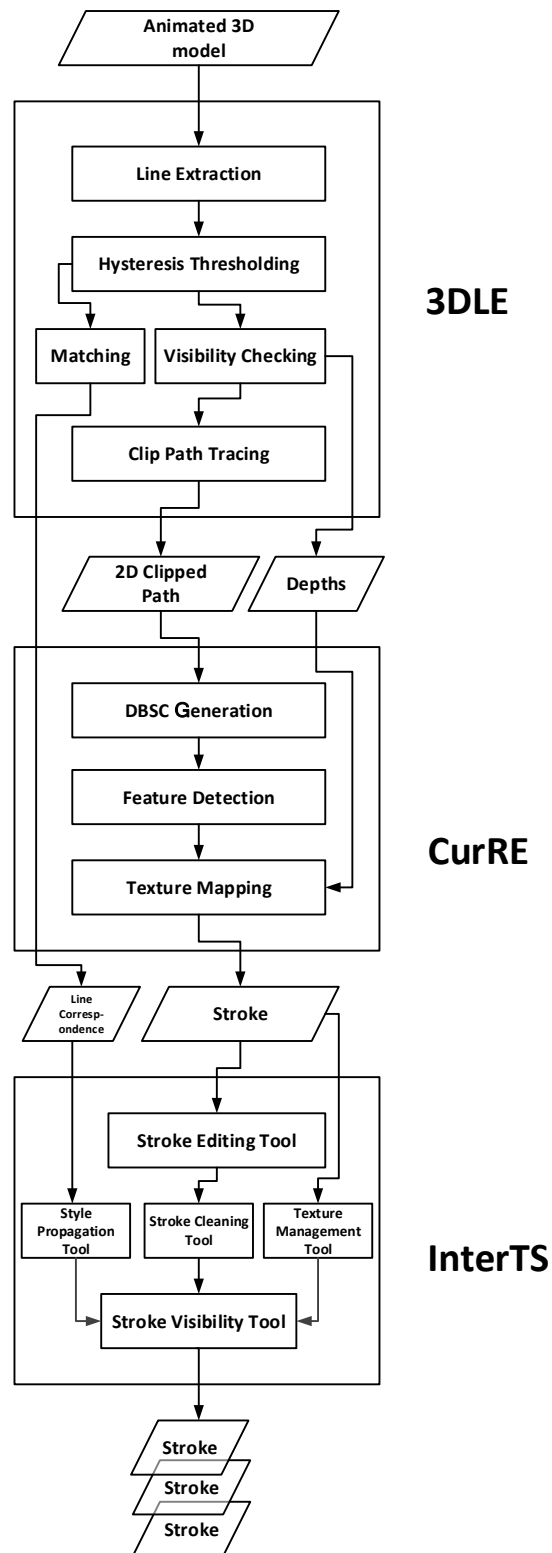 Animated 3D
model
Line Extraction
Hysteresis Thresholding
3DLE
Matching
Visibility Checking
Clip Path Tracing
2D Clipped
Path
Depths
DBSC Generation
Feature Detection
CurRE
Texture Mapping
Line
Corresp-
ondence
Stroke
Stroke Editing Tool
Style
Propagation
Tool
Stroke Cleaning
Tool
Texture
Management
Tool
InterTS
Stroke Visibility Tool
Stroke
Stroke
Stroke